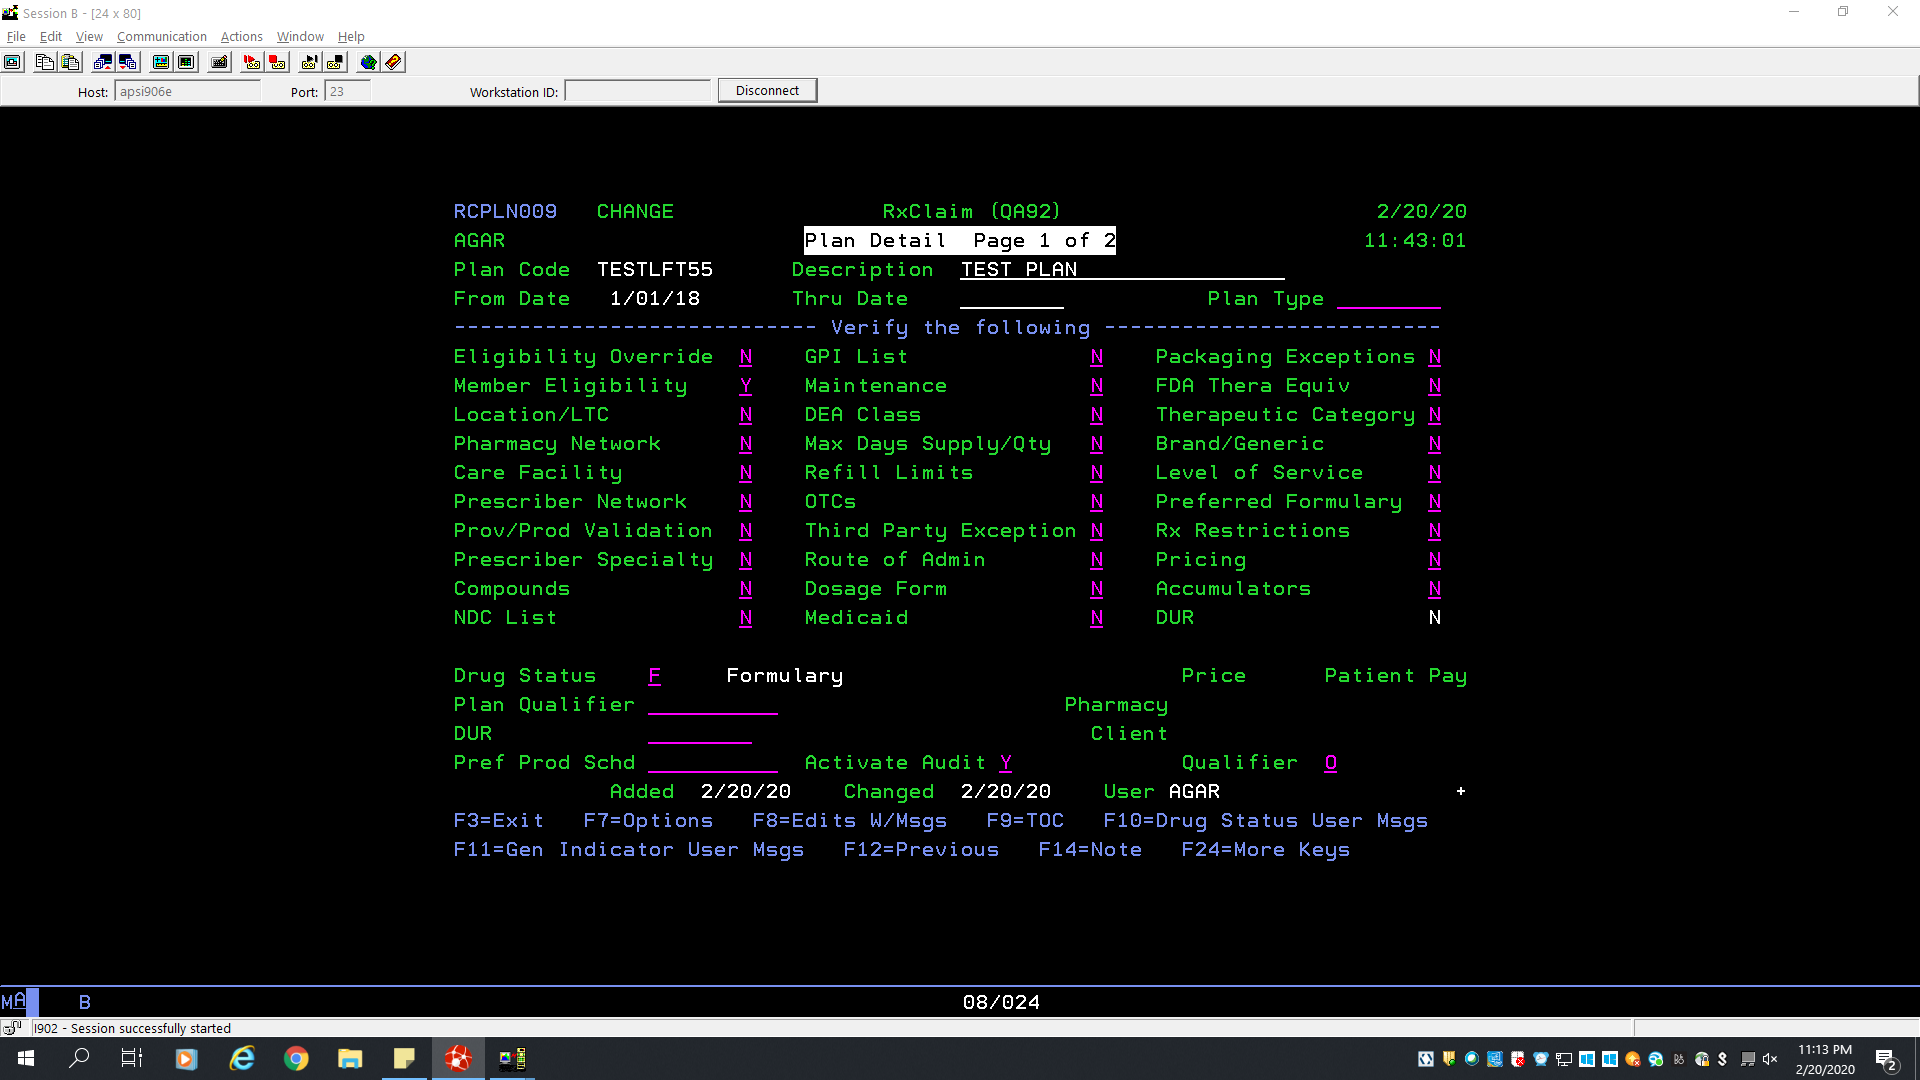 Session B - [24 x 80]
File Edit View Communication Actions Window Help
Host: apsi906e Port: 23 Workstation ID: Disconnect
RCPLN009 CHANGE RxClaim (QA92) 2/20/20
AGAR Plan Detail Page 1 of 2 11:43:01
Plan Code TESTLFT55 Description TEST PLAN
From Date 1/01/18 Thru Date Plan Type
---------------------------- Verify the following --------------------------
Eligibility Override N GPI List N Packaging Exceptions N
Member Eligibility Y Maintenance N FDA Thera Equiv N
Location/LTC N DEA Class N Therapeutic Category N
Pharmacy Network N Max Days Supply/Qty N Brand/Generic N
Care Facility N Refill Limits N Level of Service N
Prescriber Network N OTCs N Preferred Formulary N
Prov/Prod Validation N Third Party Exception N Rx Restrictions N
Prescriber Specialty N Route of Admin N Pricing N
Compounds N Dosage Form N Accumulators N
NDC List N Medicaid N DUR N
Drug Status F Formulary Price Patient Pay
Plan Qualifier Pharmacy
DUR Client
Pref Prod Schd Activate Audit Y Qualifier O
Added 2/20/20 Changed 2/20/20 User AGAR +
F3=Exit F7=Options F8=Edits W/Msgs F9=TOC F10=Drug Status User Msgs
F11=Gen Indicator User Msgs F12=Previous F14=Note F24=More Keys
MA B 08/024
I902 - Session successfully started
11:13 PM
2/20/2020
2